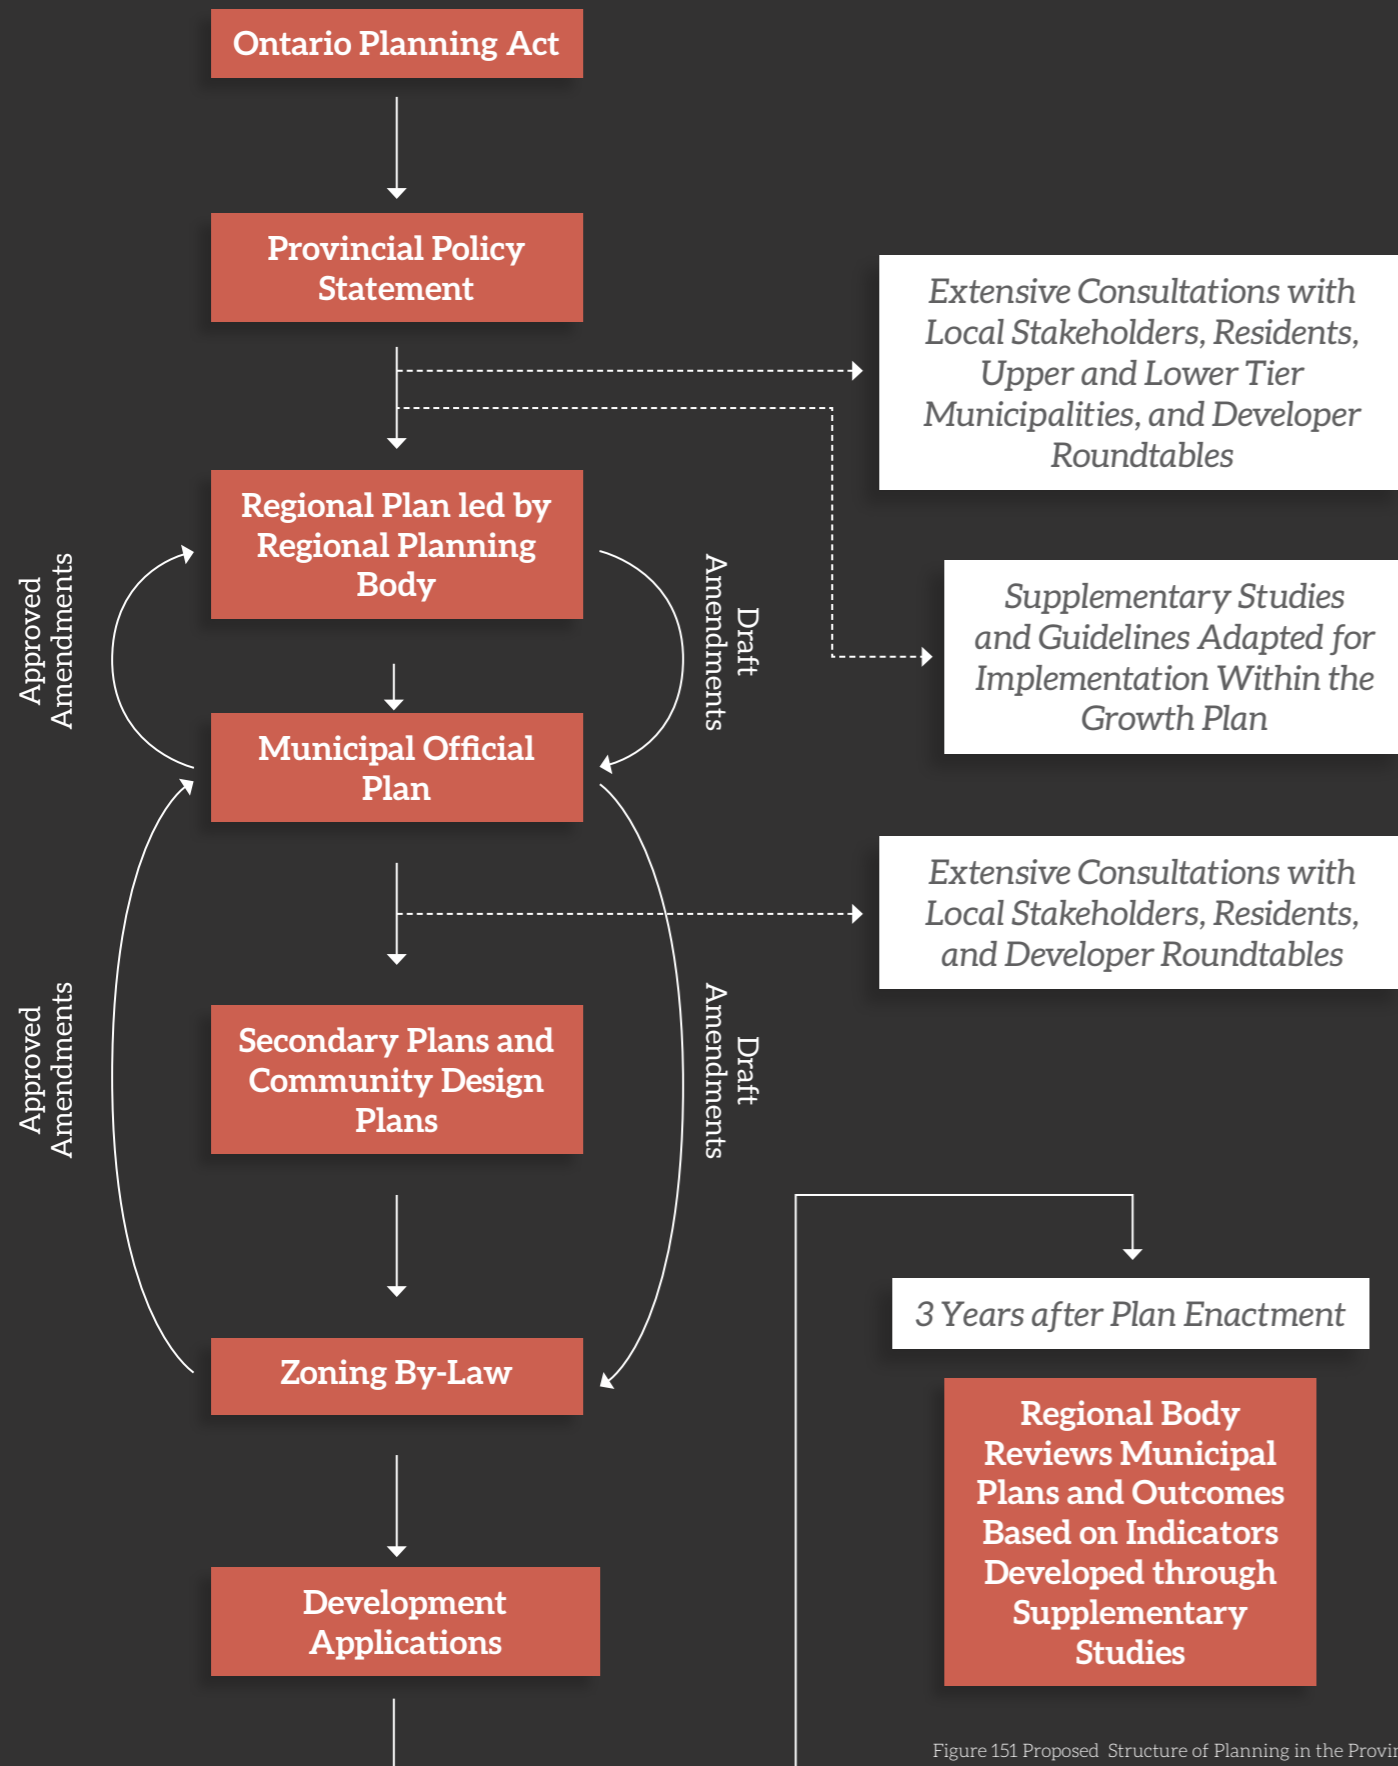 Ontario Planning Act
Provincial Policy
Statement
Extensive Consultations with
Local Stakeholders, Residents,
Upper and Lower Tier
Municipalities, and Developer
Roundtables
Regional Plan led by
Regional Planning
Body
Approved
Amendments
Draft
Amendments
Supplementary Studies
and Guidelines Adapted for
Implementation Within the
Growth Plan
Municipal Official
Plan
Extensive Consultations with
Local Stakeholders, Residents,
and Developer Roundtables
Approved
Amendments
Draft
Amendments
Secondary Plans and
Community Design
Plans
3 Years after Plan Enactment
Zoning By-Law
Regional Body
Reviews Municipal
Plans and Outcomes
Based on Indicators
Developed through
Supplementary
Studies
Development
Applications
Figure 151 Proposed Structure of Planning in the